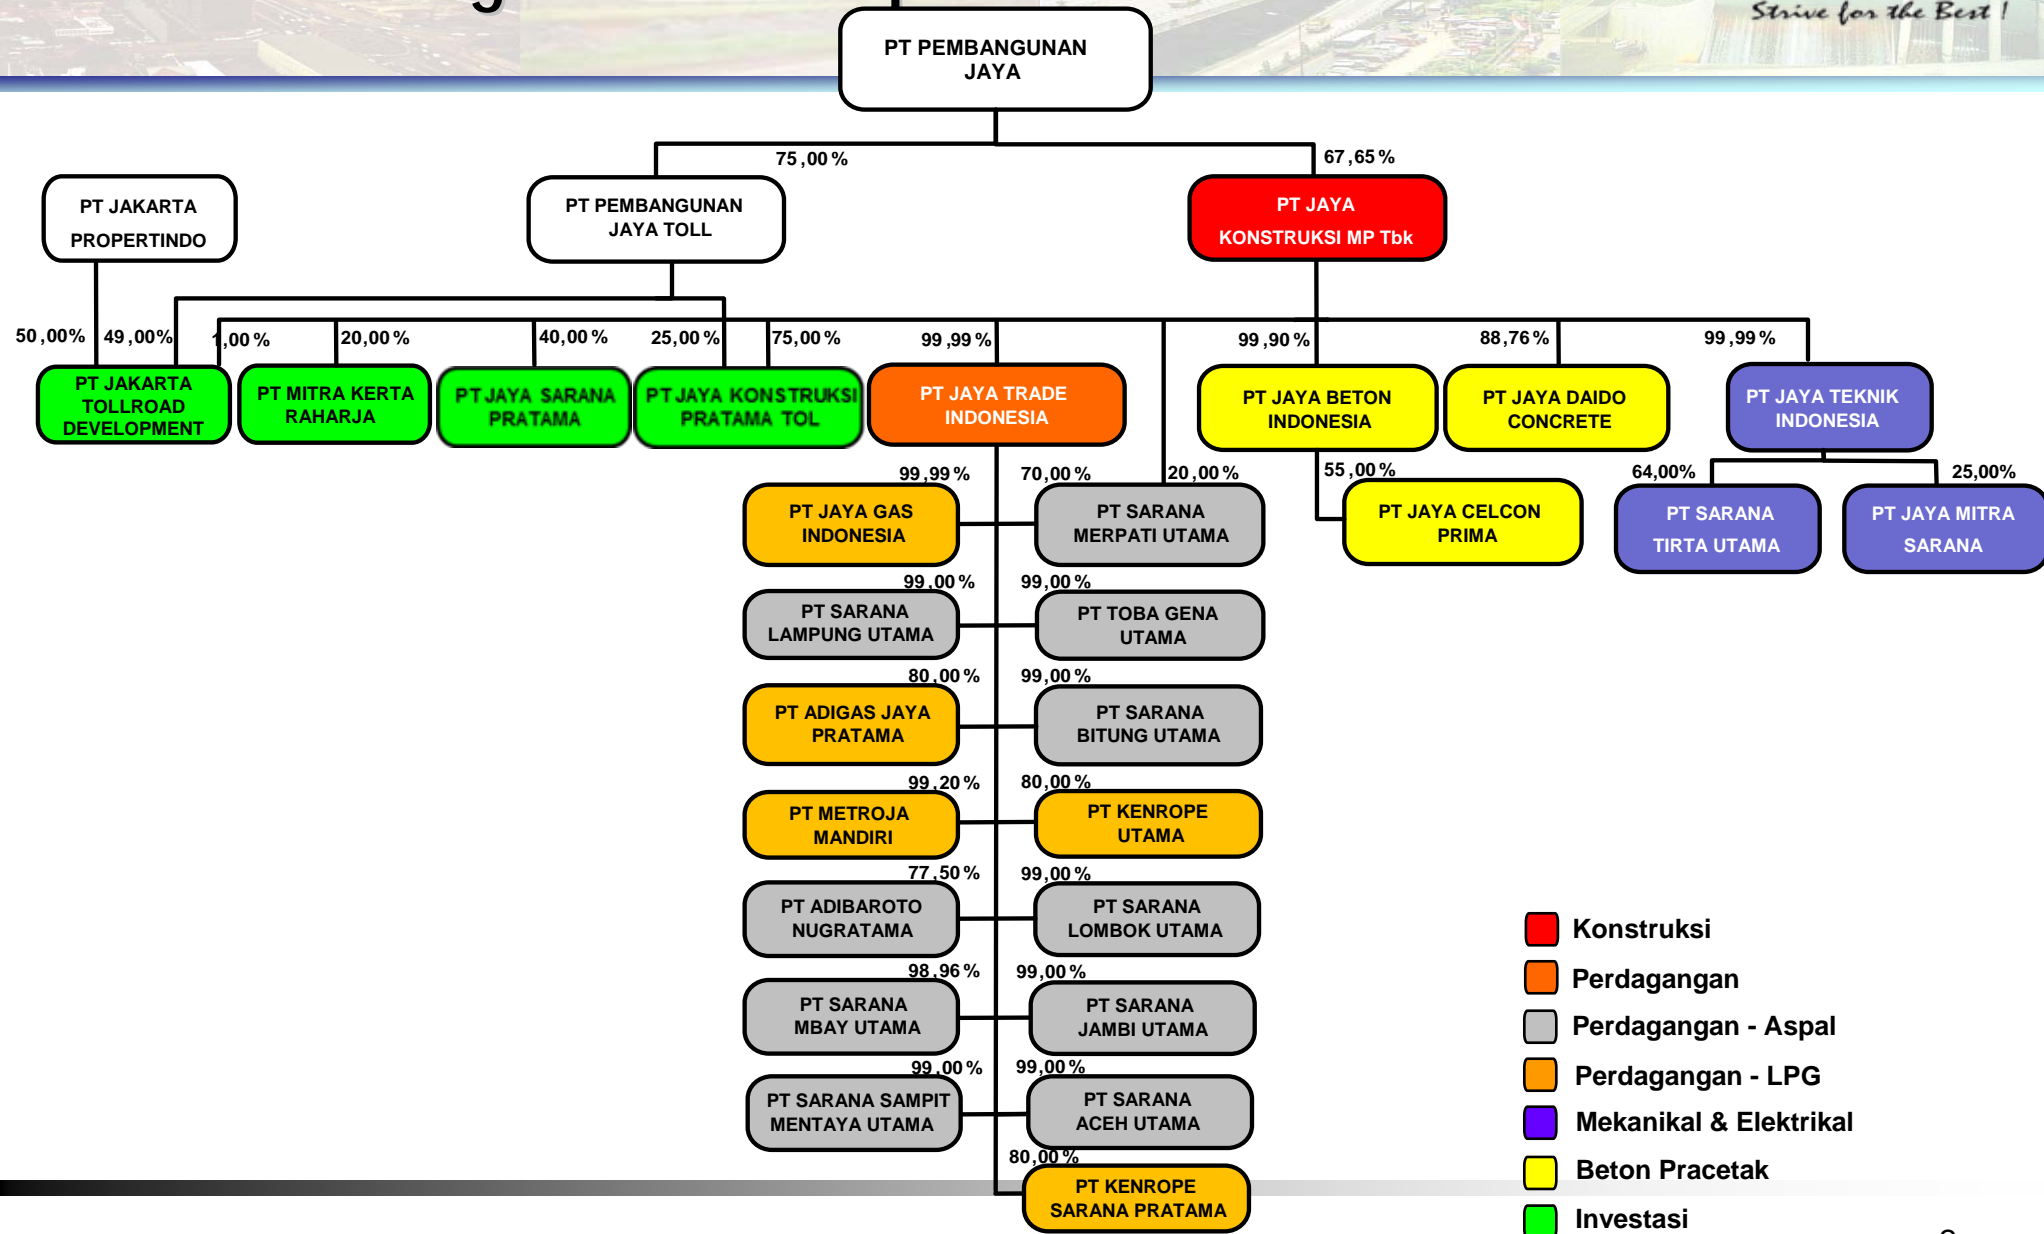 Strive for the Best !
PT PEMBANGUNAN
JAYA
75,00%
67,65%
PT JAKARTA
PROPERTINDO
PT PEMBANGUNAN
JAYA TOLL
PT JAYA
KONSTRUKSI MP Tbk
50,00%
49,00%
1,00%
20,00%
40,00%
25,00%
75,00%
99,99%
99,90%
88,76%
99,99%
PT JAKARTA
TOLLROAD
DEVELOPMENT
PT MITRA KERTA
RAHARJA
PT JAYA SARANA
PRATAMA
PT JAYA KONSTRUKSI
PRATAMA TOL
PT JAYA TRADE
INDONESIA
PT JAYA BETON
INDONESIA
PT JAYA DAIDO
CONCRETE
PT JAYA TEKNIK
INDONESIA
99,99%
70,00%
20,00%
55,00%
64,00%
25,00%
PT JAYA GAS
INDONESIA
PT SARANA
MERPATI UTAMA
PT JAYA CELCON
PRIMA
PT SARANA
TIRTA UTAMA
PT JAYA MITRA
SARANA
99,00%
99,00%
PT SARANA
LAMPUNG UTAMA
PT TOBA GENA
UTAMA
80,00%
99,00%
PT ADIGAS JAYA
PRATAMA
PT SARANA
BITUNG UTAMA
99,20%
80,00%
PT METROJA
MANDIRI
PT KENROPE
UTAMA
77,50%
99,00%
PT ADIBAROTO
NUGRATAMA
PT SARANA
LOMBOK UTAMA
98,96%
99,00%
PT SARANA
MBAY UTAMA
PT SARANA
JAMBI UTAMA
99,00%
99,00%
PT SARANA SAMPIT
MENTAYA UTAMA
PT SARANA
ACEH UTAMA
80,00%
PT KENROPE
SARANA PRATAMA
Konstruksi
Perdagangan
Perdagangan - Aspal
Perdagangan - LPG
Mekanikal & Elektrikal
Beton Pracetak
Investasi